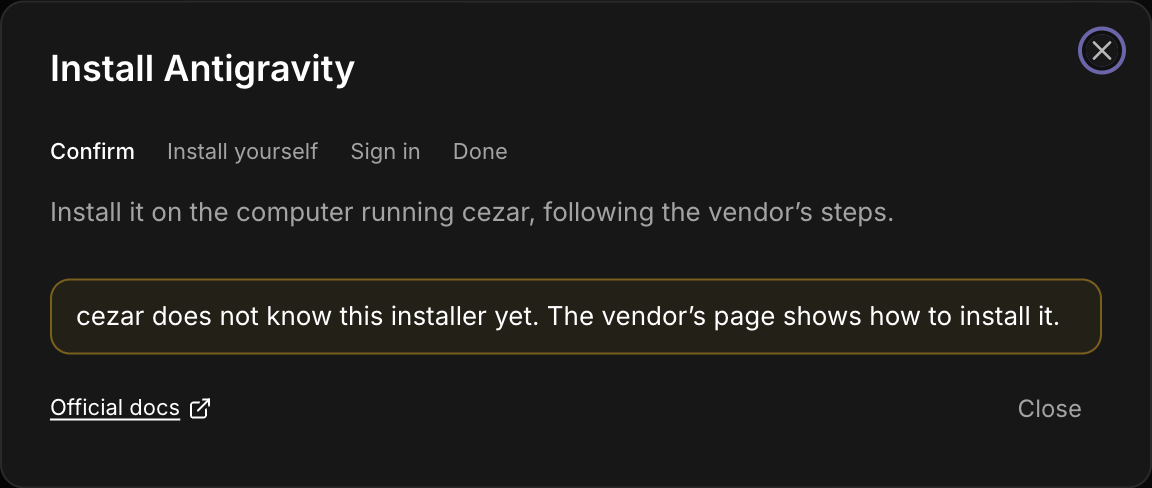 Install Antigravity
Confirm Install yourself Sign in Done
Install it on the computer running cezar, following the vendor’s steps.
cezar does not know this installer yet. The vendor’s page shows how to install it.
Official docs Close